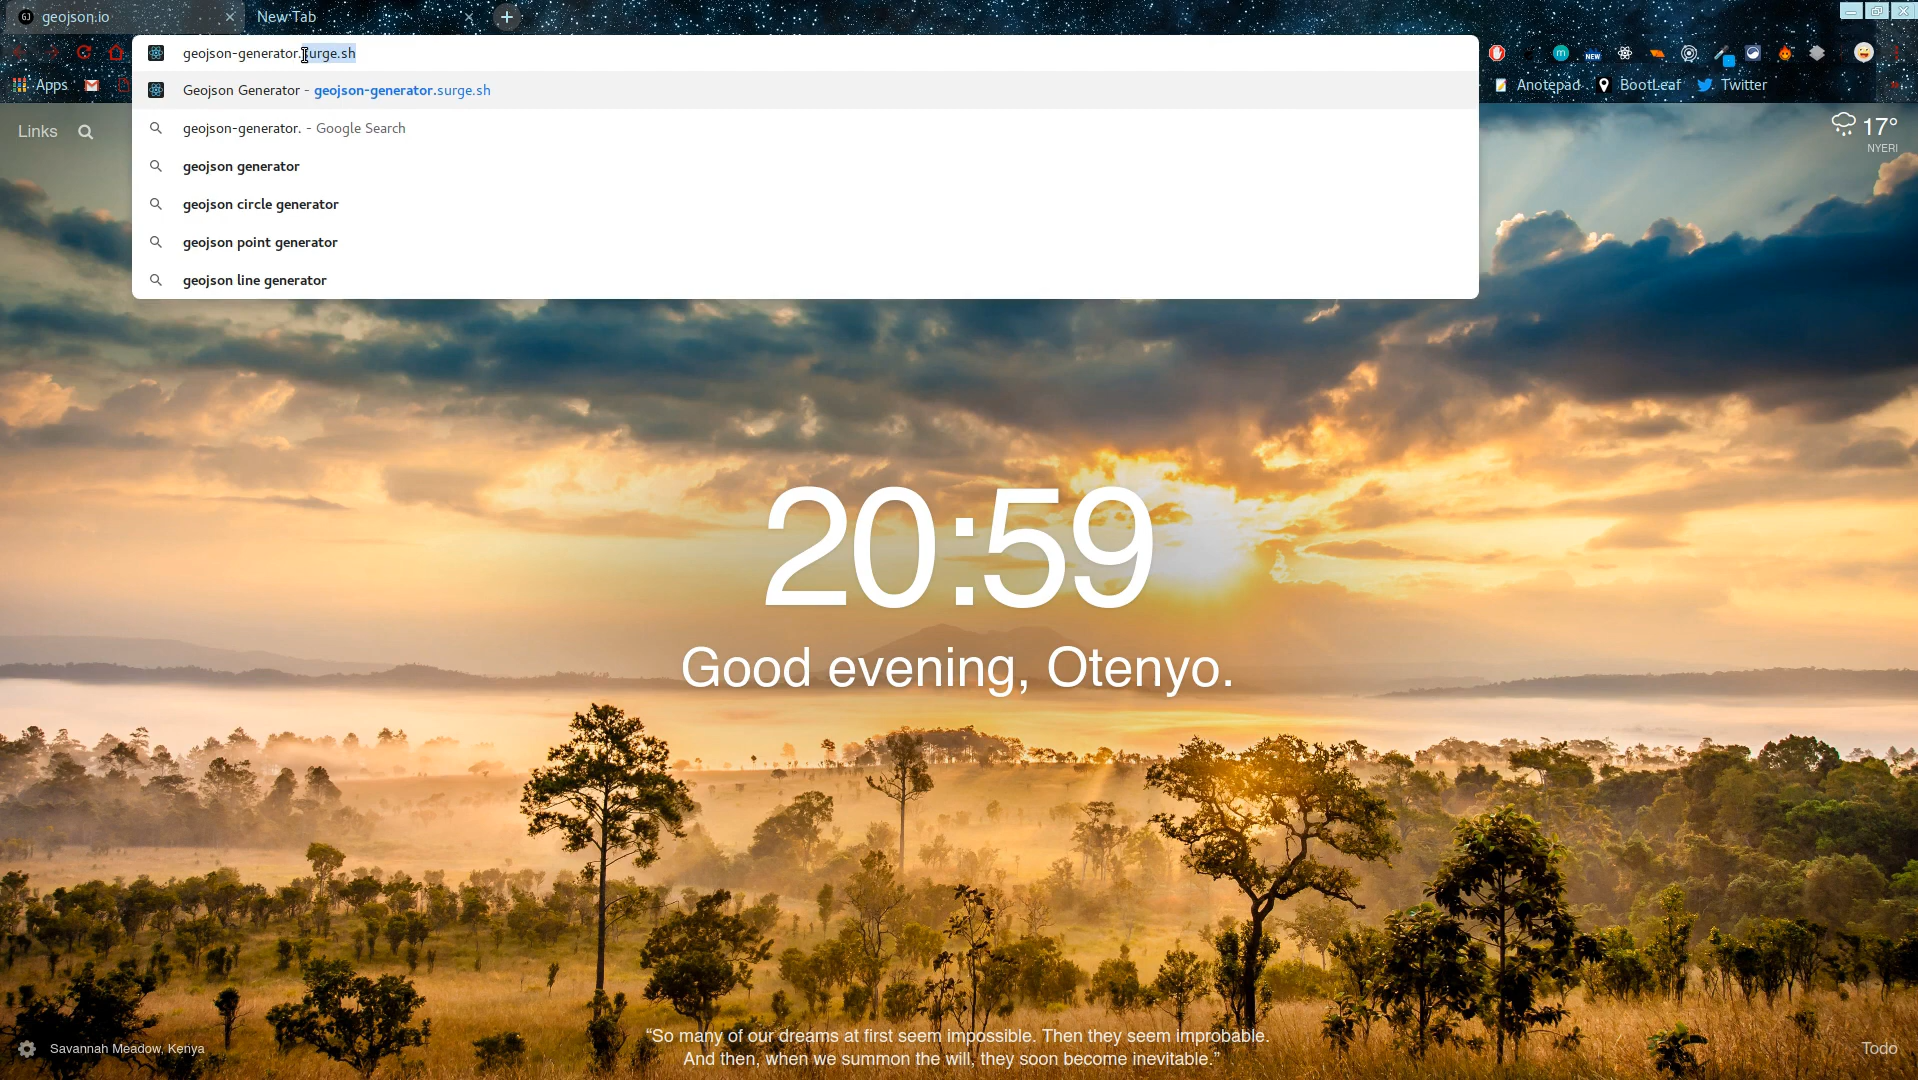 geojson.io
New Tab
geojson-generator.surge.sh
Geojson Generator - geojson-generator.surge.sh
geojson-generator. - Google Search
geojson generator
geojson circle generator
geojson point generator
geojson line generator
Apps
Anotepad
BootLeaf
Twitter
NEW
m
Links
17°
NYERI
20:59
Good evening, Otenyo.
“So many of our dreams at first seem impossible. Then they seem improbable.
And then, when we summon the will, they soon become inevitable.”
Savannah Meadow, Kenya
Todo